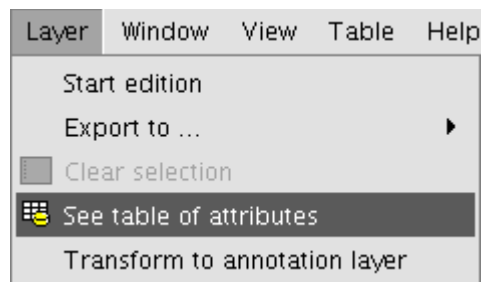 Layer Window View Table Help
Start edition
Export to ...
Clear selection
See table of attributes
Transform to annotation layer